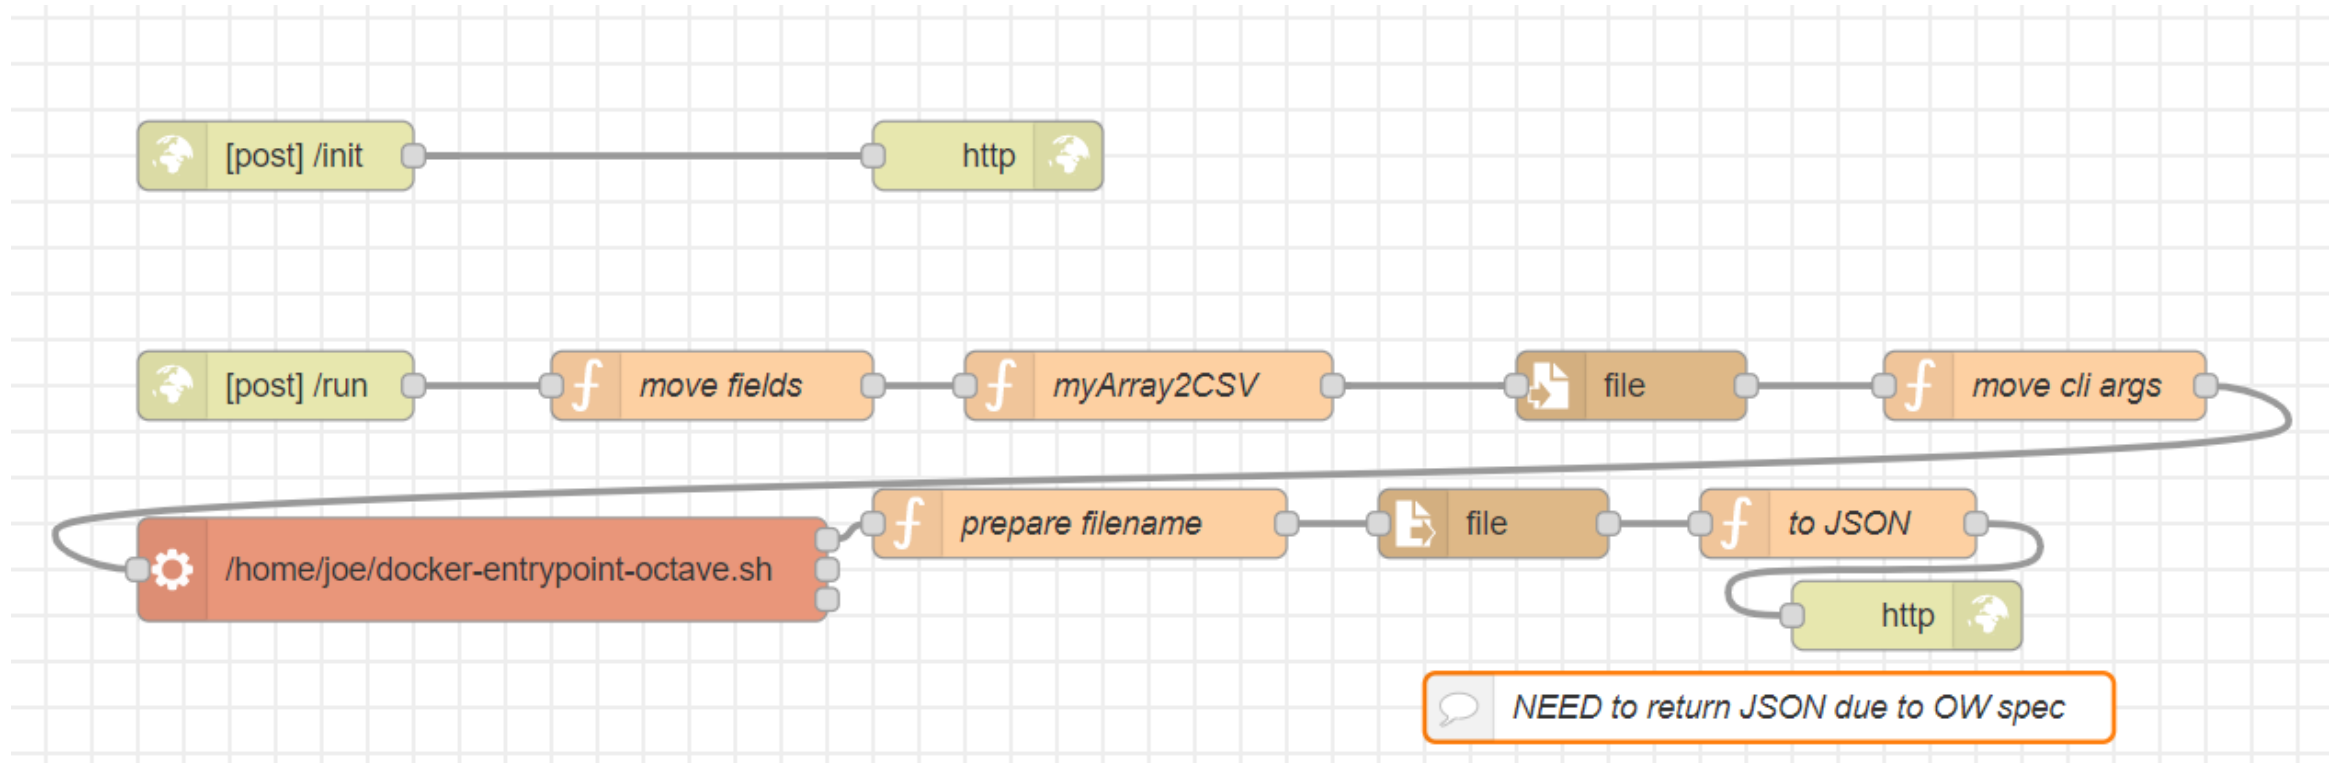 [post] /init
http
[post] /run
move fields
myArray2CSV
file
move cli args
/home/joe/docker-entrypoint-octave.sh
prepare filename
file
to JSON
http
NEED to return JSON due to OW spec